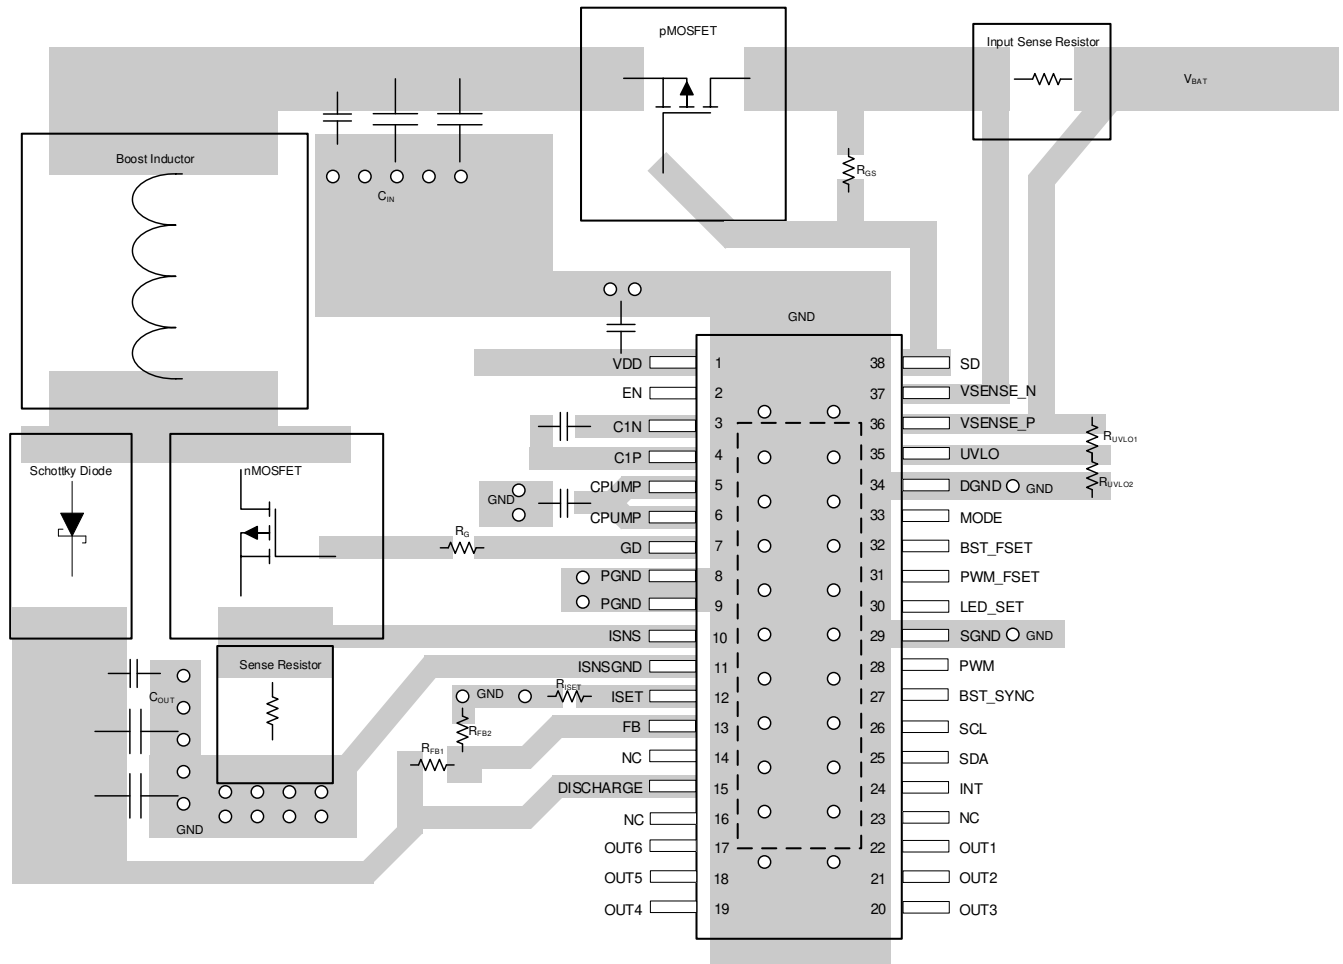 pMOSFET
Input Sense Resistor
VBAT
Boost Inductor
RGS
CIN
GND
VDD 1
38 SD
EN 2
37 VSENSE_N
C1N 3
36 VSENSE_P
RUVLO1
C1P 4
35 UVLO
Schottky Diode
nMOSFET
GND
CPUMP 5
34 DGND GND
RUVLO2
CPUMP 6
33 MODE
RG
GD 7
32 BST_FSET
PGND 8
31 PWM_FSET
PGND 9
30 LED_SET
ISNS 10
29 SGND GND
Sense Resistor
ISNSGND 11
28 PWM
COUT
GND
RISET
ISET 12
27 BST_SYNC
RFB2
FB 13
26 SCL
RFB1
NC 14
25 SDA
DISCHARGE 15
24 INT
GND
NC 16
23 NC
OUT6 17
22 OUT1
OUT5 18
21 OUT2
OUT4 19
20 OUT3